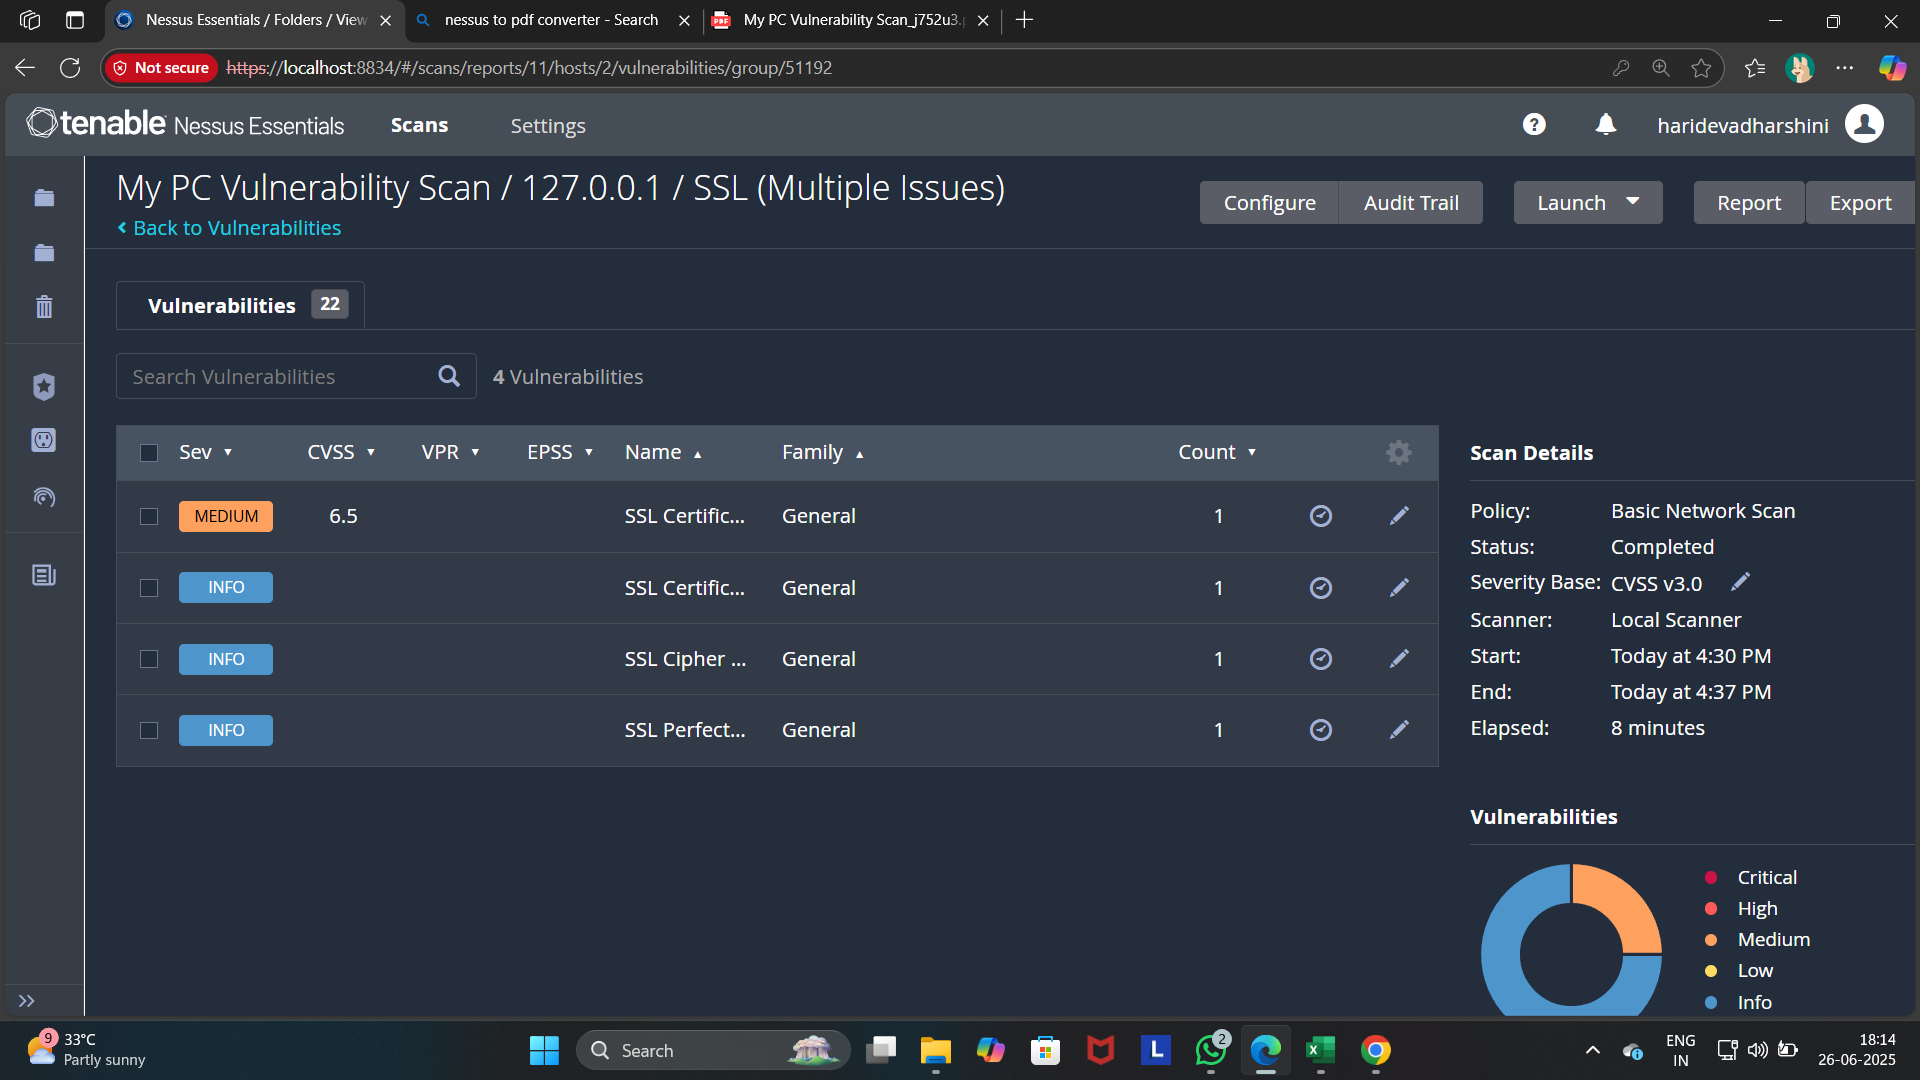 Nessus Essentials / Folders / View
nessus to pdf converter - Search
My PC Vulnerability Scan_j752u3.p
Not secure
https://localhost:8834/#/scans/reports/11/hosts/2/vulnerabilities/group/51192
tenable Nessus Essentials
Scans
Settings
?
haridevadharshini
My PC Vulnerability Scan / 127.0.0.1 / SSL (Multiple Issues)
Back to Vulnerabilities
Configure
Audit Trail
Launch
Report
Export
Vulnerabilities 22
Search Vulnerabilities
4 Vulnerabilities
Sev CVSS VPR EPSS Name Family Count
MEDIUM 6.5 SSL Certific... General 1
INFO SSL Certific... General 1
INFO SSL Cipher ... General 1
INFO SSL Perfect... General 1
Scan Details
Policy: Basic Network Scan
Status: Completed
Severity Base: CVSS v3.0
Scanner: Local Scanner
Start: Today at 4:30 PM
End: Today at 4:37 PM
Elapsed: 8 minutes
Vulnerabilities
Critical
High
Medium
Low
Info
9
33°C
Partly sunny
Search
L
2
ENG
IN
18:14
26-06-2025